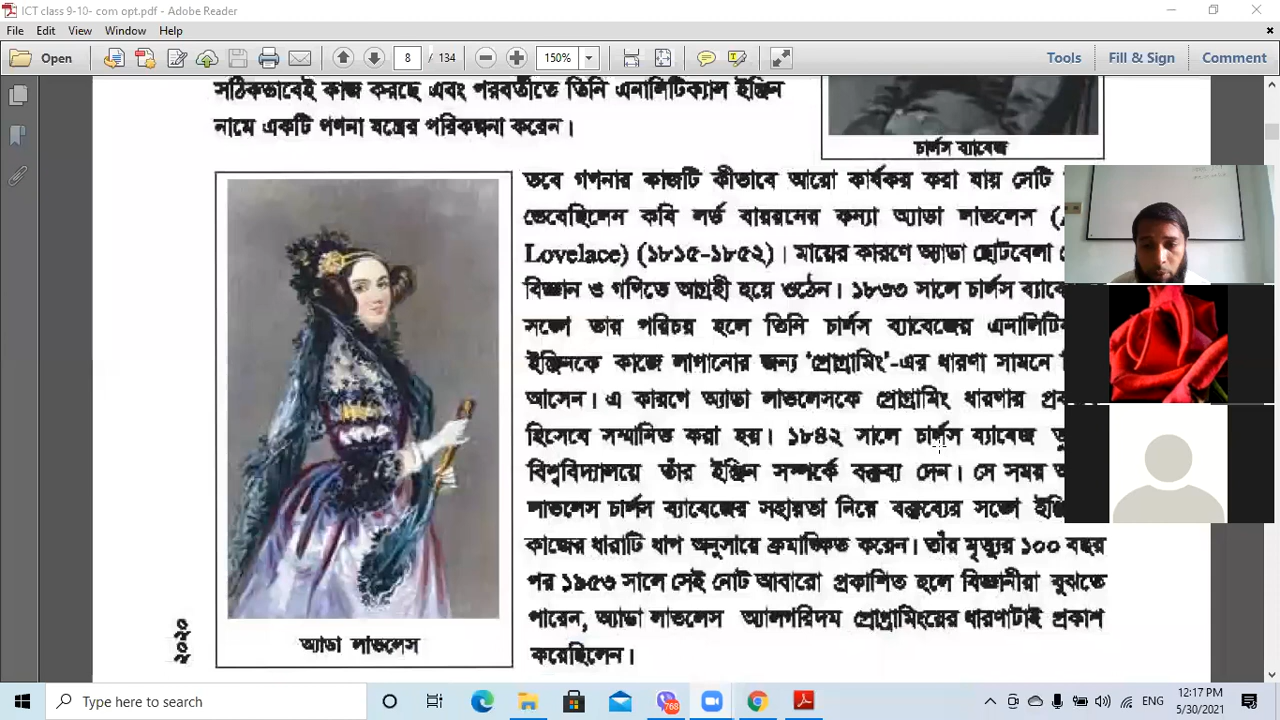 ICT class 9-10- com opt.pdf - Adobe Reader
File Edit View Window Help
Open 8 / 134 150% Tools Fill & Sign Comment
সঠিকভাবেই কাজ করছে এবং পরবর্তীতে তিনি এনালিটিক্যাল ইঞ্জিন
নামে একটি গণনা যন্ত্রের পরিকল্পনা করেন।
চার্লস ব্যাবেজ
তবে গণনার কাজটি কীভাবে আরো কার্যকর করা যায় সেটি
ভেবেছিলেন কবি লর্ড বায়রনের কন্যা অ্যাডা লাভলেস
Lovelace) (১৮১৫-১৮৫২)। মায়ের কারণে অ্যাডা ছোটবেলা
বিজ্ঞান ও গণিতে আগ্রহী হয়ে ওঠেন। ১৮৩৩ সালে চার্লস
সঙ্গে তার পরিচয় হলে তিনি চার্লস ব্যাবেজের
ইঞ্জিনকে কাজে লাগানোর জন্য 'প্রোগ্রামিং'-এর ধারণা সামনে
আসেন। এ কারণে অ্যাডা লাভলেসকে প্রোগ্রামিং ধারণার
হিসেবে সম্মানিত করা হয়। ১৮৪২ সালে চার্লস ব্যাবেজ
বিশ্ববিদ্যালয়ে তাঁর ইঞ্জিন সম্পর্কে বক্তব্য দেন। সে সময়
লাভলেস চার্লস ব্যাবেজের সহায়তা নিয়ে বক্তব্যের সঙ্গে
কাজের ধারাটি ধাপ অনুসারে ক্রমাঙ্কিত করেন। তাঁর মৃত্যুর ১০০ বছর
পর ১৯৫৩ সালে সেই নোট আবারো প্রকাশিত হলে বিজ্ঞানীরা বুঝতে
পারেন, অ্যাডা লাভলেস অ্যালগরিদম প্রোগ্রামিংয়ের ধারণাটাই প্রকাশ
করেছিলেন।
অ্যাডা লাভলেস
২০২০
Type here to search
768
ENG
12:17 PM
5/30/2021